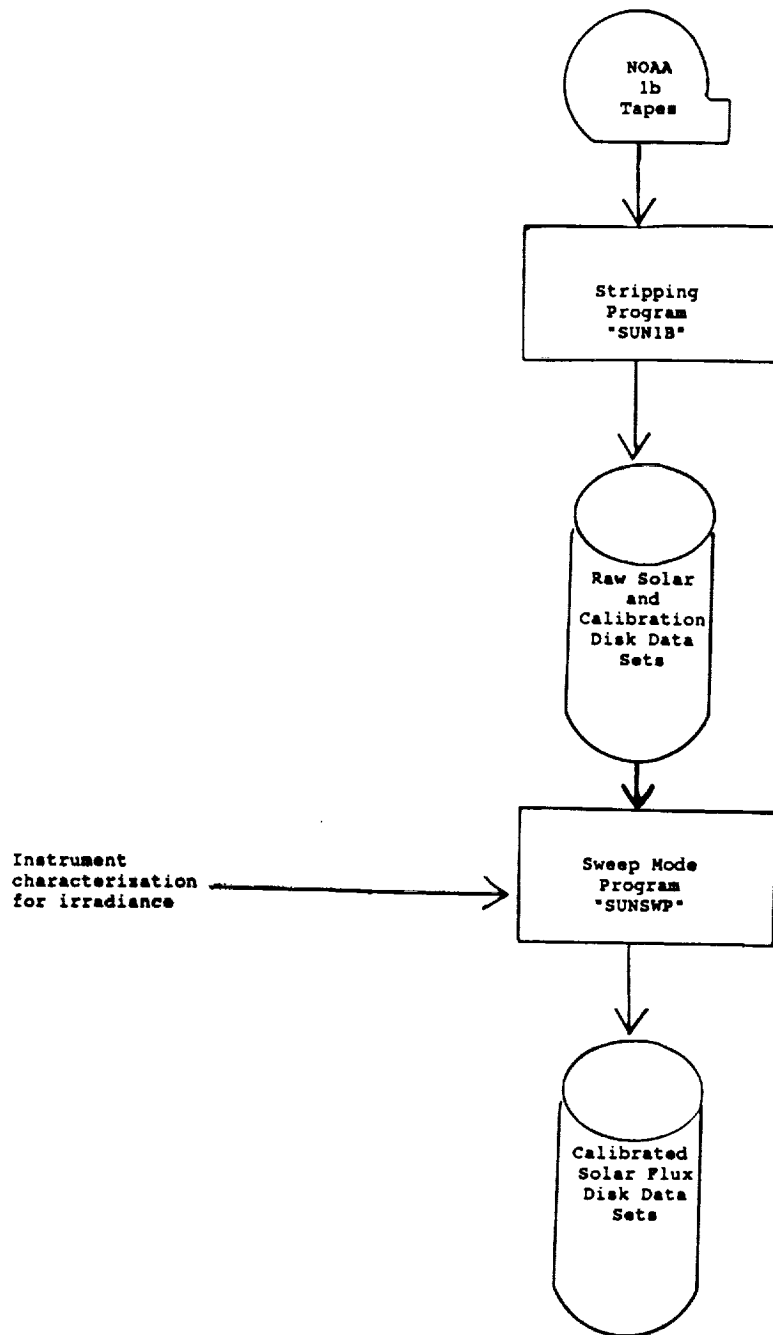 NOAA
1b
Tapes
Stripping
Program
"SUN1B"
Raw Solar
and
Calibration
Disk Data
Sets
Instrument
characterization
for irradiance
Sweep Mode
Program
"SUNSWP"
Calibrated
Solar Flux
Disk Data
Sets